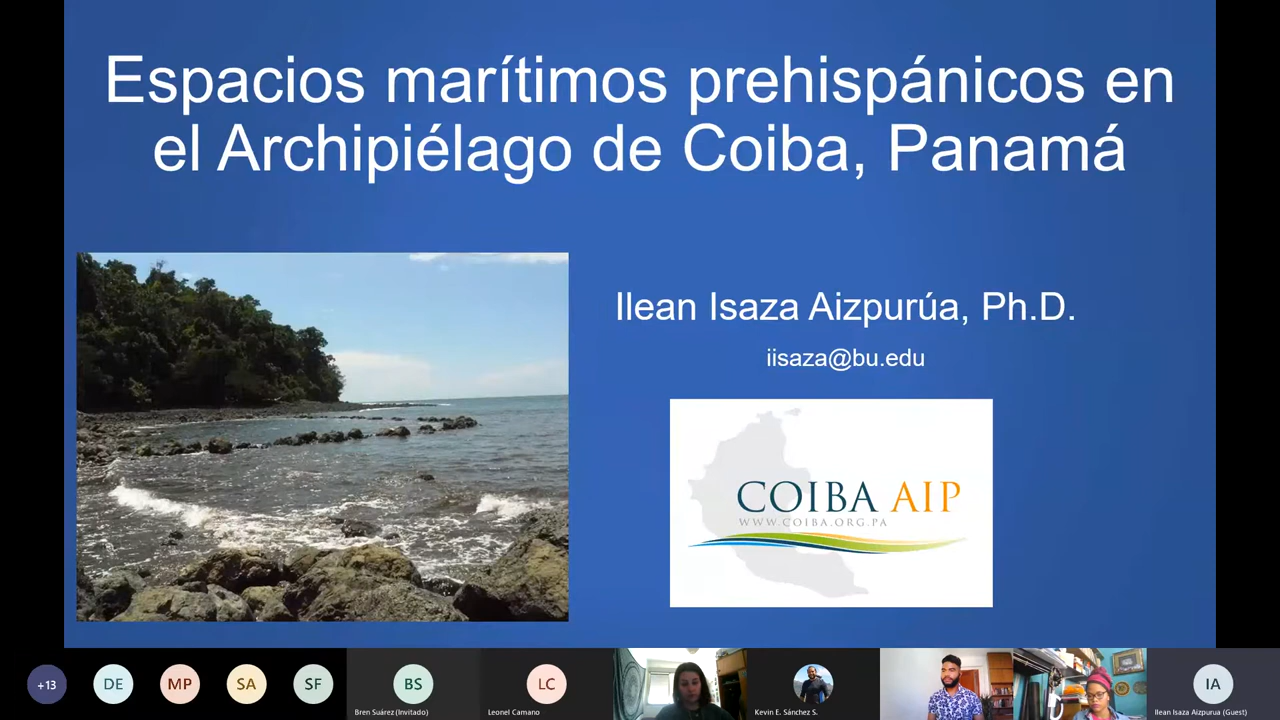 Espacios marítimos prehispánicos en
el Archipiélago de Coiba, Panamá
Ilean Isaza Aizpurúa, Ph.D.
iisaza@bu.edu
COIBA AIP
WWW.COIBA.ORG.PA
+13
DE
MP
SA
SF
BS
Bren Suárez (Invitado)
LC
Leonel Camano
Kevin E. Sánchez S.
IA
Ilean Isaza Aizpurua (Guest)